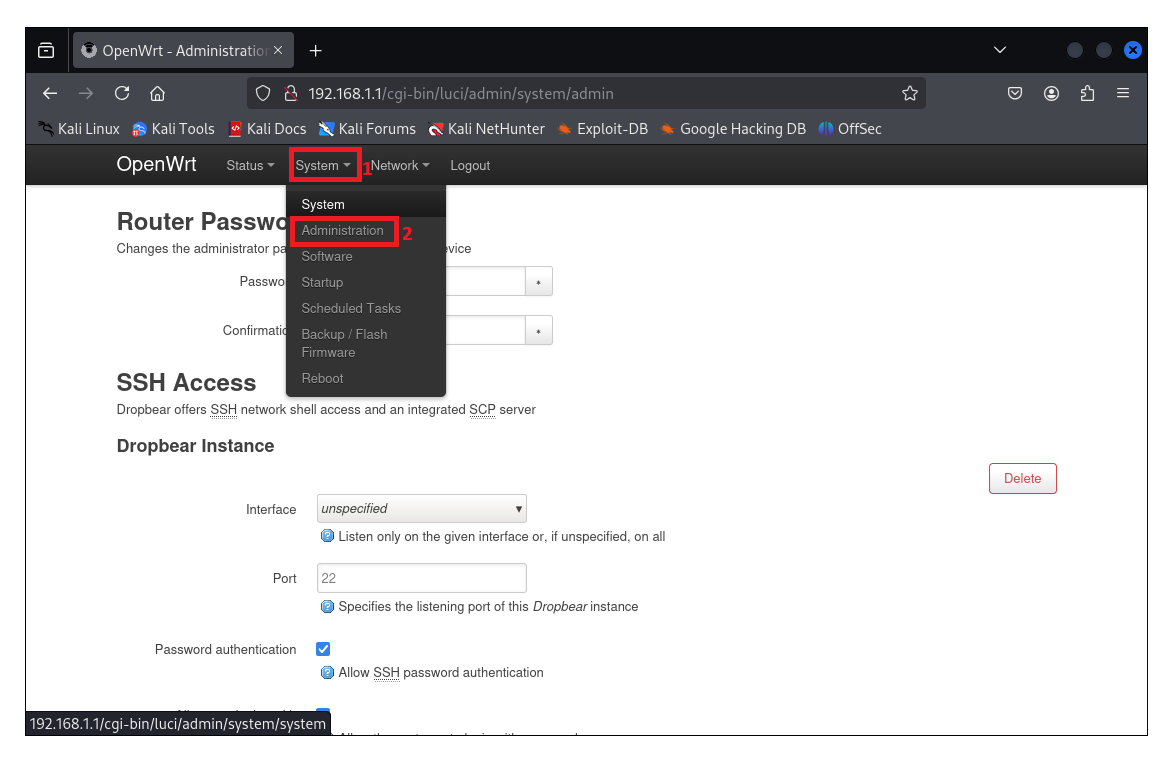 OpenWrt - Administration
192.168.1.1/cgi-bin/luci/admin/system/admin
Kali Linux Kali Tools Kali Docs Kali Forums Kali NetHunter Exploit-DB Google Hacking DB OffSec
OpenWrt Status System 1 Network Logout
System
Administration 2
Software
Startup
Scheduled Tasks
Backup / Flash
Firmware
Reboot
Router Passwo
Changes the administrator pa vice
Passwo *
Confirmatio *
SSH Access
Dropbear offers SSH network shell access and an integrated SCP server
Dropbear Instance
Delete
Interface unspecified
Listen only on the given interface or, if unspecified, on all
Port 22
Specifies the listening port of this Dropbear instance
Password authentication
Allow SSH password authentication
192.168.1.1/cgi-bin/luci/admin/system/system